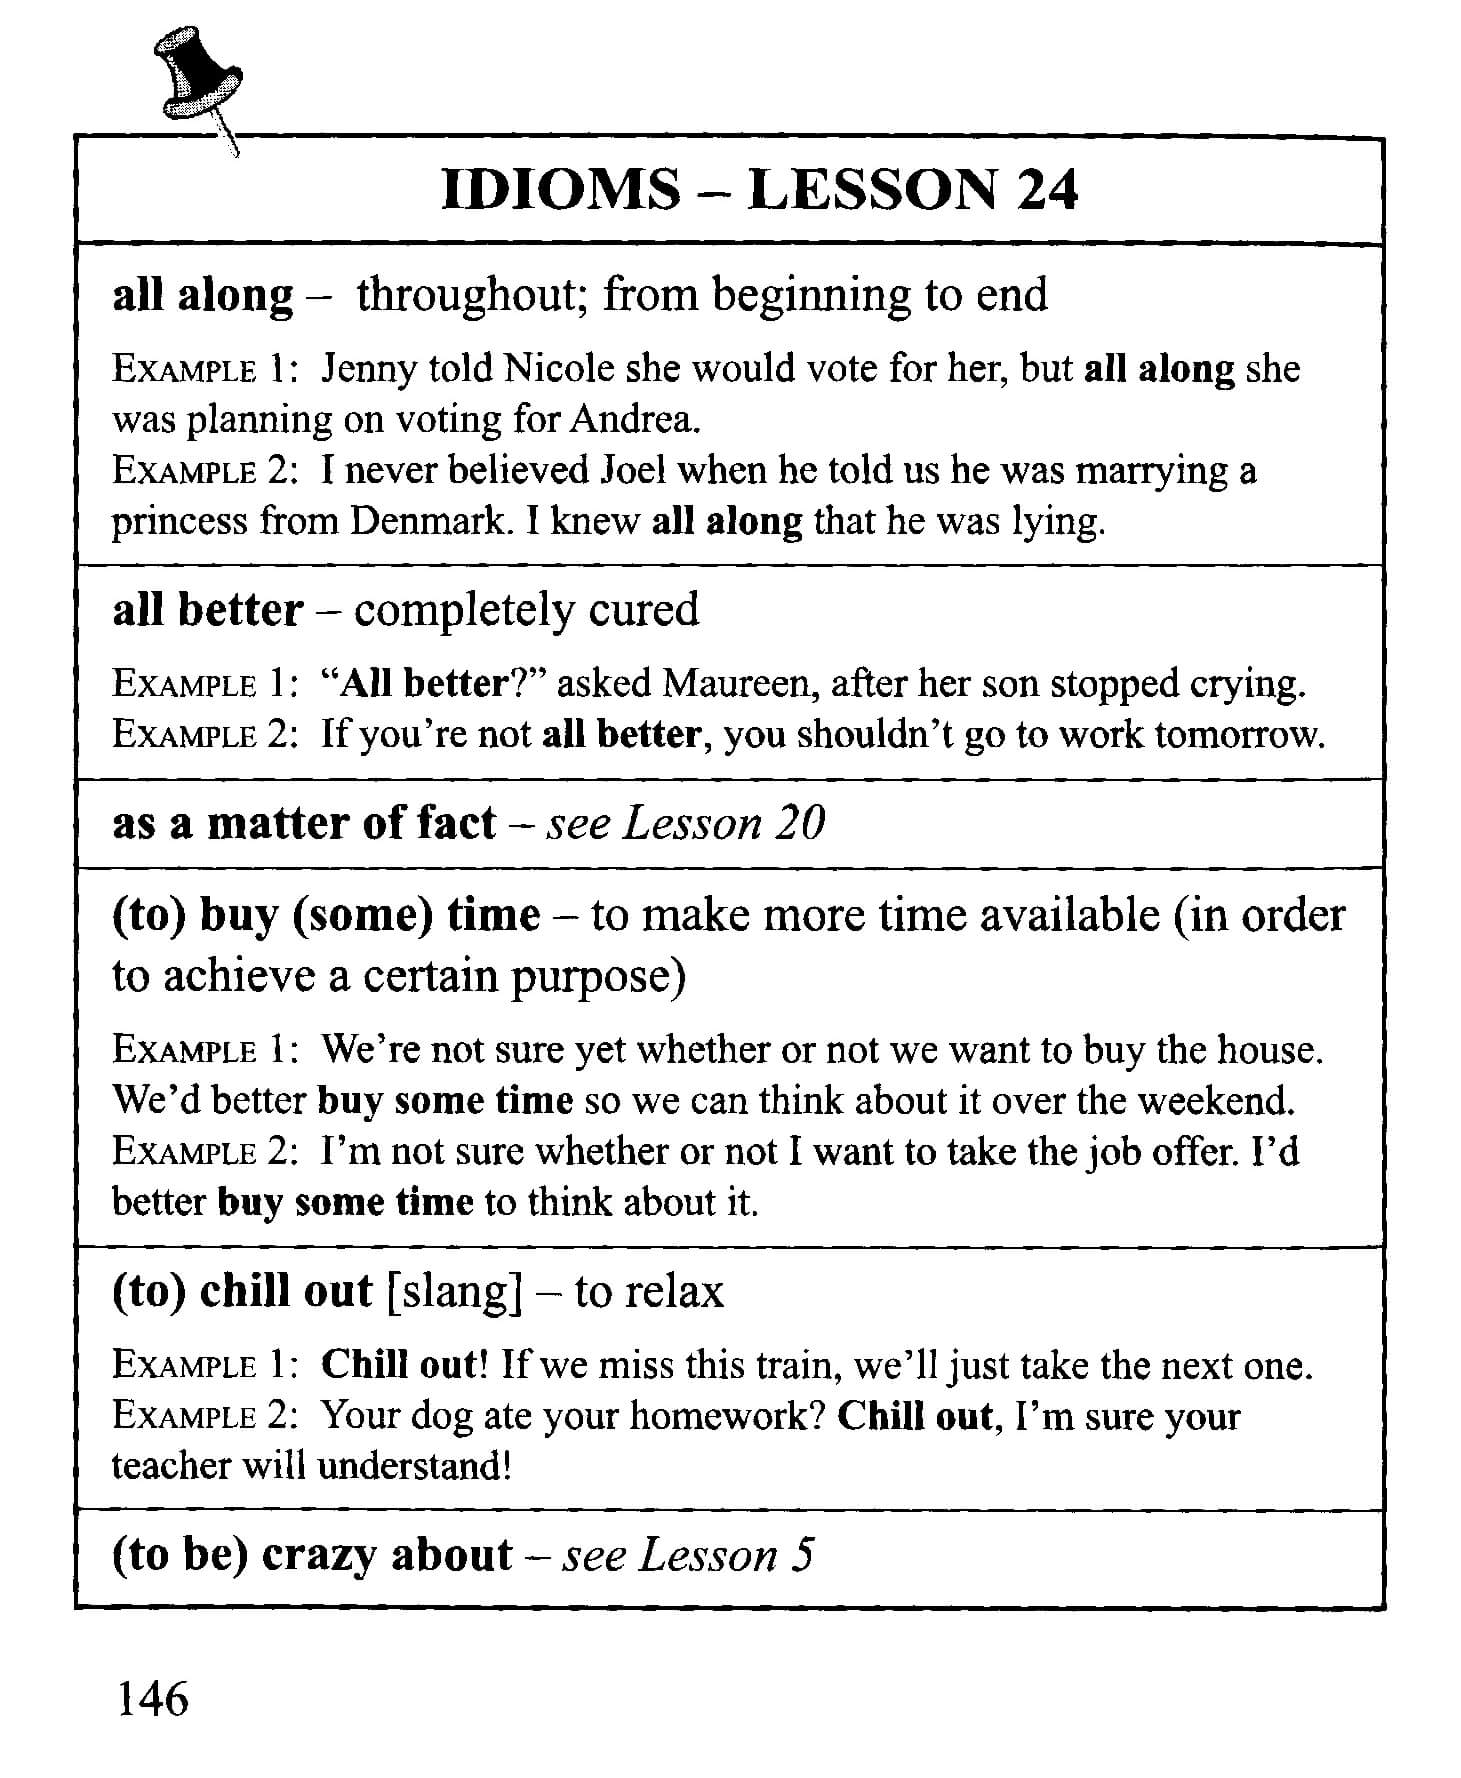 IDIOMS – LESSON 24
all along – throughout; from beginning to end
EXAMPLE 1: Jenny told Nicole she would vote for her, but all along she
was planning on voting for Andrea.
EXAMPLE 2: I never believed Joel when he told us he was marrying a
princess from Denmark. I knew all along that he was lying.
all better – completely cured
EXAMPLE 1: “All better?” asked Maureen, after her son stopped crying.
EXAMPLE 2: If you’re not all better, you shouldn’t go to work tomorrow.
as a matter of fact – see Lesson 20
(to) buy (some) time – to make more time available (in order
to achieve a certain purpose)
EXAMPLE 1: We’re not sure yet whether or not we want to buy the house.
We’d better buy some time so we can think about it over the weekend.
EXAMPLE 2: I’m not sure whether or not I want to take the job offer. I’d
better buy some time to think about it.
(to) chill out [slang] – to relax
EXAMPLE 1: Chill out! If we miss this train, we’ll just take the next one.
EXAMPLE 2: Your dog ate your homework? Chill out, I’m sure your
teacher will understand!
(to be) crazy about – see Lesson 5
146